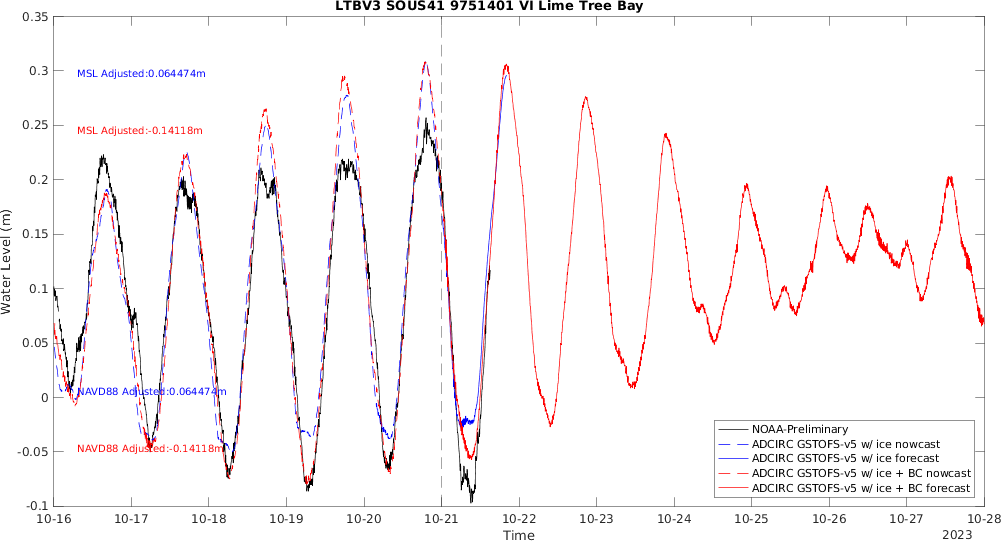 LTBV3 SOUS41 9751401 VI Lime Tree Bay
0.35
0.3
0.25
0.2
0.15
0.1
0.05
0
-0.05
-0.1
Water Level (m)
MSL Adjusted:0.064474m
MSL Adjusted:-0.14118m
NAVD88 Adjusted:0.064474m
NAVD88 Adjusted:-0.14118m
NOAA-Preliminary
ADCIRC GSTOFS-v5 w/ ice nowcast
ADCIRC GSTOFS-v5 w/ ice forecast
ADCIRC GSTOFS-v5 w/ ice + BC nowcast
ADCIRC GSTOFS-v5 w/ ice + BC forecast
10-16 10-17 10-18 10-19 10-20 10-21 10-22 10-23 10-24 10-25 10-26 10-27 10-28
Time
2023